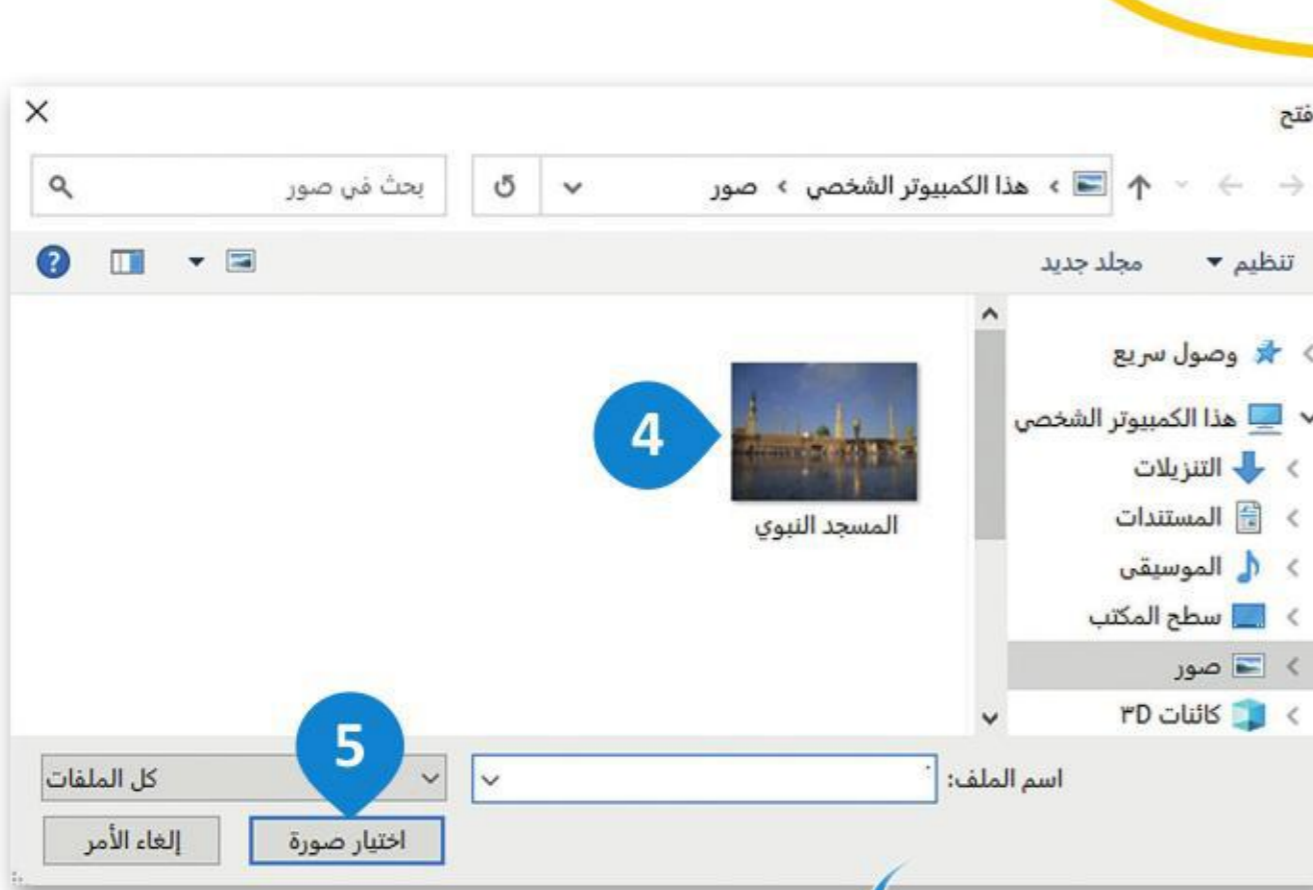 فتح
هذا الكمبيوتر الشخصي › صور
بحث في صور
تنظيم
مجلد جديد
وصول سريع
هذا الكمبيوتر الشخصي
التنزيلات
المستندات
الموسيقى
سطح المكتب
صور
كائنات ٣D
4
المسجد النبوي
اسم الملف:
كل الملفات
5
اختيار صورة
إلغاء الأمر